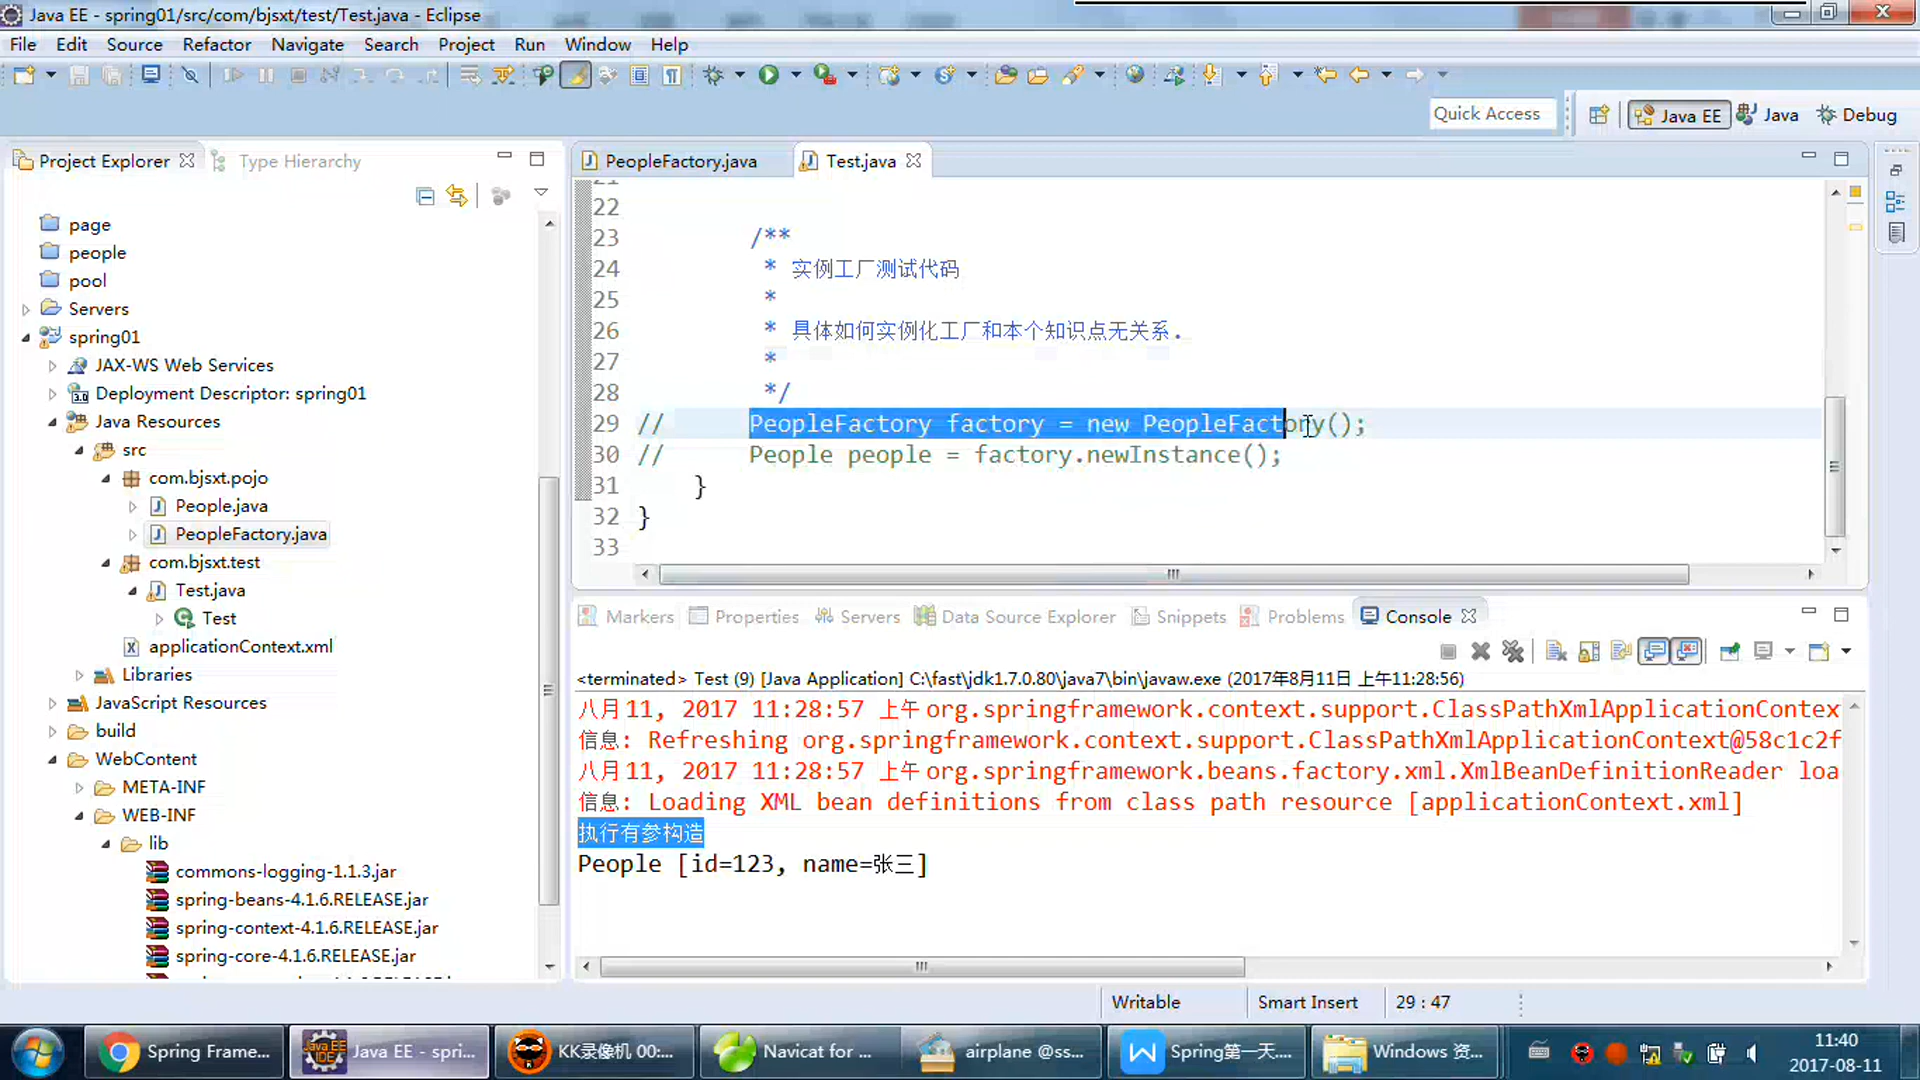 Java EE - spring01/src/com/bjsxt/test/Test.java - Eclipse
File Edit Source Refactor Navigate Search Project Run Window Help
Quick Access Java EE Java Debug
Project Explorer Type Hierarchy
page
people
pool
Servers
spring01
JAX-WS Web Services
Deployment Descriptor: spring01
Java Resources
src
com.bjsxt.pojo
People.java
PeopleFactory.java
com.bjsxt.test
Test.java
Test
applicationContext.xml
Libraries
JavaScript Resources
build
WebContent
META-INF
WEB-INF
lib
commons-logging-1.1.3.jar
spring-beans-4.1.6.RELEASE.jar
spring-context-4.1.6.RELEASE.jar
spring-core-4.1.6.RELEASE.jar
PeopleFactory.java Test.java
22
23 /**
24 * 实例工厂测试代码
25 *
26 * 具体如何实例化工厂和本个知识点无关系.
27 *
28 */
29 // PeopleFactory factory = new PeopleFactory();
30 // People people = factory.newInstance();
31 }
32 }
33
Markers Properties Servers Data Source Explorer Snippets Problems Console
<terminated> Test (9) [Java Application] C:\fast\jdk1.7.0.80\java7\bin\javaw.exe (2017年8月11日 上午11:28:56)
八月 11, 2017 11:28:57 上午 org.springframework.context.support.ClassPathXmlApplicationContex
信息: Refreshing org.springframework.context.support.ClassPathXmlApplicationContext@58c1c2f
八月 11, 2017 11:28:57 上午 org.springframework.beans.factory.xml.XmlBeanDefinitionReader loa
信息: Loading XML bean definitions from class path resource [applicationContext.xml]
执行有参构造
People [id=123, name=张三]
Writable Smart Insert 29 : 47
Spring Frame... Java EE - spri... KK录像机 00:... Navicat for ... airplane @ss... Spring第一天.... Windows 资... 11:40
2017-08-11